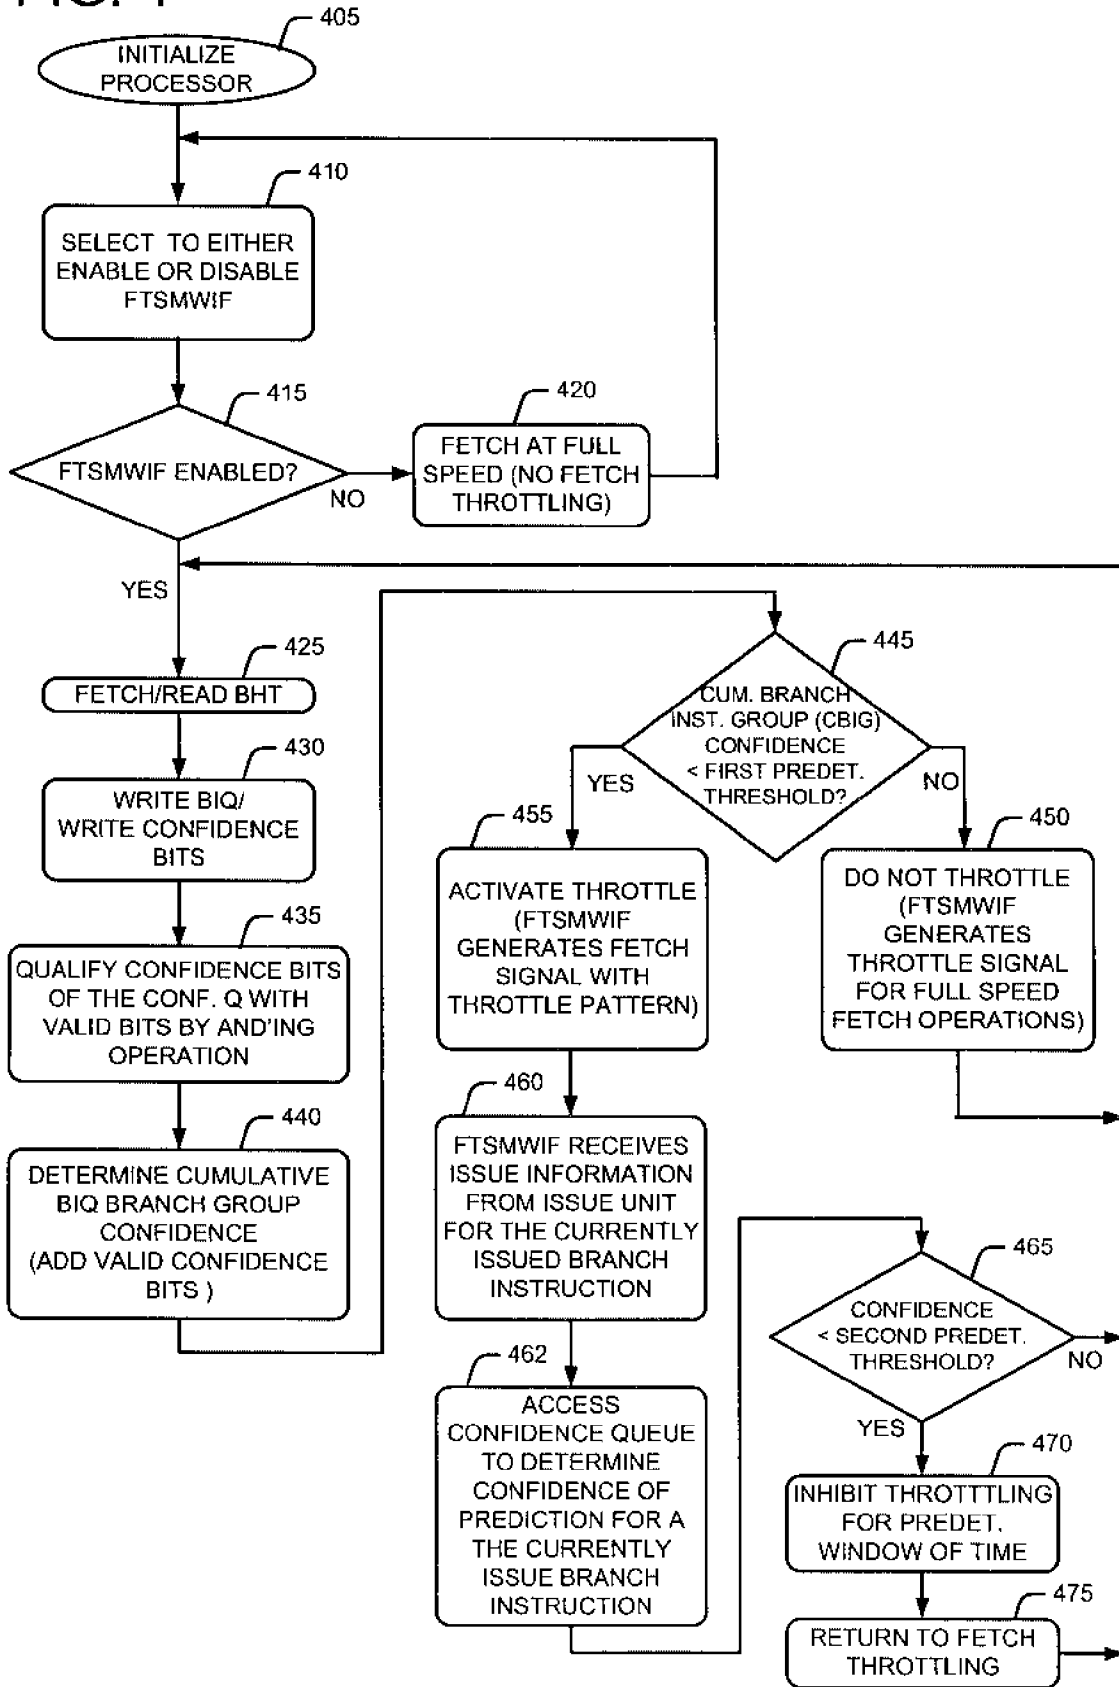 405
INITIALIZE
PROCESSOR
410
SELECT TO EITHER
ENABLE OR DISABLE
FTSMWIF
415
FTSMWIF ENABLED?
NO
420
FETCH AT FULL
SPEED (NO FETCH
THROTTLING)
YES
425
FETCH/READ BHT
430
WRITE BIQ/
WRITE CONFIDENCE
BITS
435
QUALIFY CONFIDENCE BITS
OF THE CONF. Q WITH
VALID BITS BY AND'ING
OPERATION
440
DETERMINE CUMULATIVE
BIQ BRANCH GROUP
CONFIDENCE
(ADD VALID CONFIDENCE
BITS )
445
CUM. BRANCH
INST. GROUP (CBIG)
CONFIDENCE
< FIRST PREDET.
THRESHOLD?
YES
NO
455
ACTIVATE THROTTLE
(FTSMWIF
GENERATES FETCH
SIGNAL WITH
THROTTLE PATTERN)
450
DO NOT THROTTLE
(FTSMWIF
GENERATES
THROTTLE SIGNAL
FOR FULL SPEED
FETCH OPERATIONS)
460
FTSMWIF RECEIVES
ISSUE INFORMATION
FROM ISSUE UNIT
FOR THE CURRENTLY
ISSUED BRANCH
INSTRUCTION
462
ACCESS
CONFIDENCE QUEUE
TO DETERMINE
CONFIDENCE OF
PREDICTION FOR A
THE CURRENTLY
ISSUE BRANCH
INSTRUCTION
465
CONFIDENCE
< SECOND PREDET.
THRESHOLD?
NO
YES
470
INHIBIT THROTTTLING
FOR PREDET.
WINDOW OF TIME
475
RETURN TO FETCH
THROTTLING